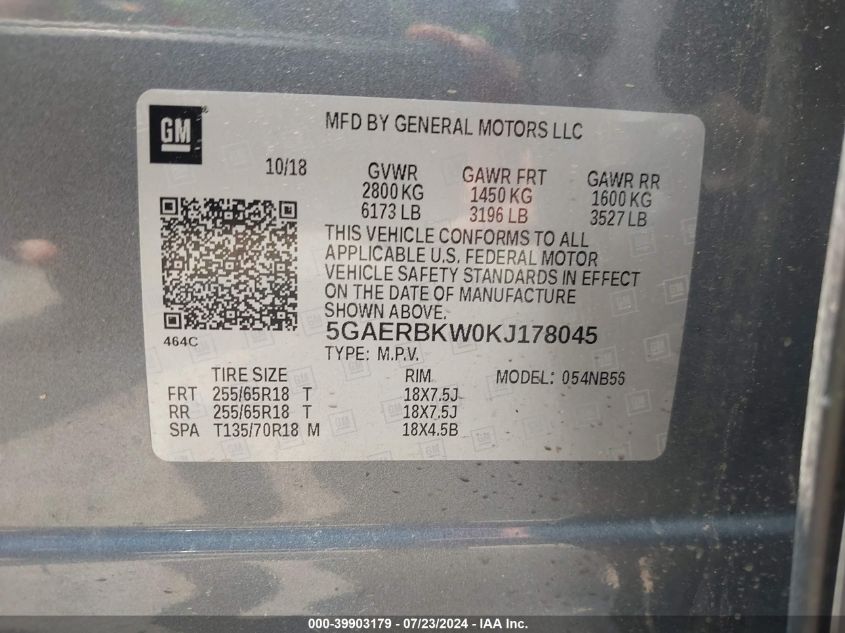 GM ®
MFD BY GENERAL MOTORS LLC
10/18
GVWR GAWR FRT GAWR RR
2800 KG 1450 KG 1600 KG
6173 LB 3196 LB 3527 LB
THIS VEHICLE CONFORMS TO ALL
APPLICABLE U.S. FEDERAL MOTOR
VEHICLE SAFETY STANDARDS IN EFFECT
ON THE DATE OF MANUFACTURE
SHOWN ABOVE.
464C
5GAERBKW0KJ178045
TYPE: M.P.V.
TIRE SIZE RIM MODEL: 054NB56
FRT 255/65R18 T 18X7.5J
RR 255/65R18 T 18X7.5J
SPA T135/70R18 M 18X4.5B
000-39903179 - 07/23/2024 - IAA Inc.